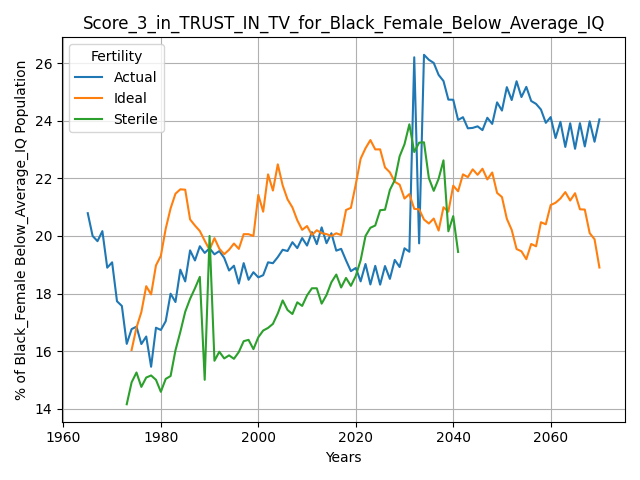 Score_3_in_TRUST_IN_TV_for_Black_Female_Below_Average_IQ
% of Black_Female Below_Average_IQ Population
26
24
22
20
18
16
14
Fertility
Actual
Ideal
Sterile
1960 1980 2000 2020 2040 2060
Years